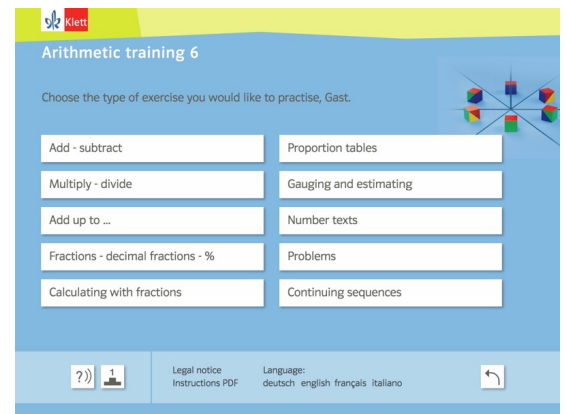 Klett
Arithmetic training 6
Choose the type of exercise you would like to practise, Gast.
Add - subtract
Multiply - divide
Add up to ...
Fractions - decimal fractions - %
Calculating with fractions
Proportion tables
Gauging and estimating
Number texts
Problems
Continuing sequences
?))
1
Legal notice
Instructions PDF
Language:
deutsch english français italiano